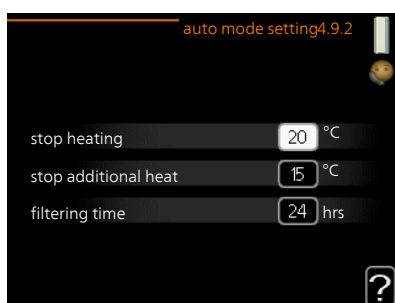 auto mode setting4.9.2
stop heating 20 °C
stop additional heat 15 °C
filtering time 24 hrs
?